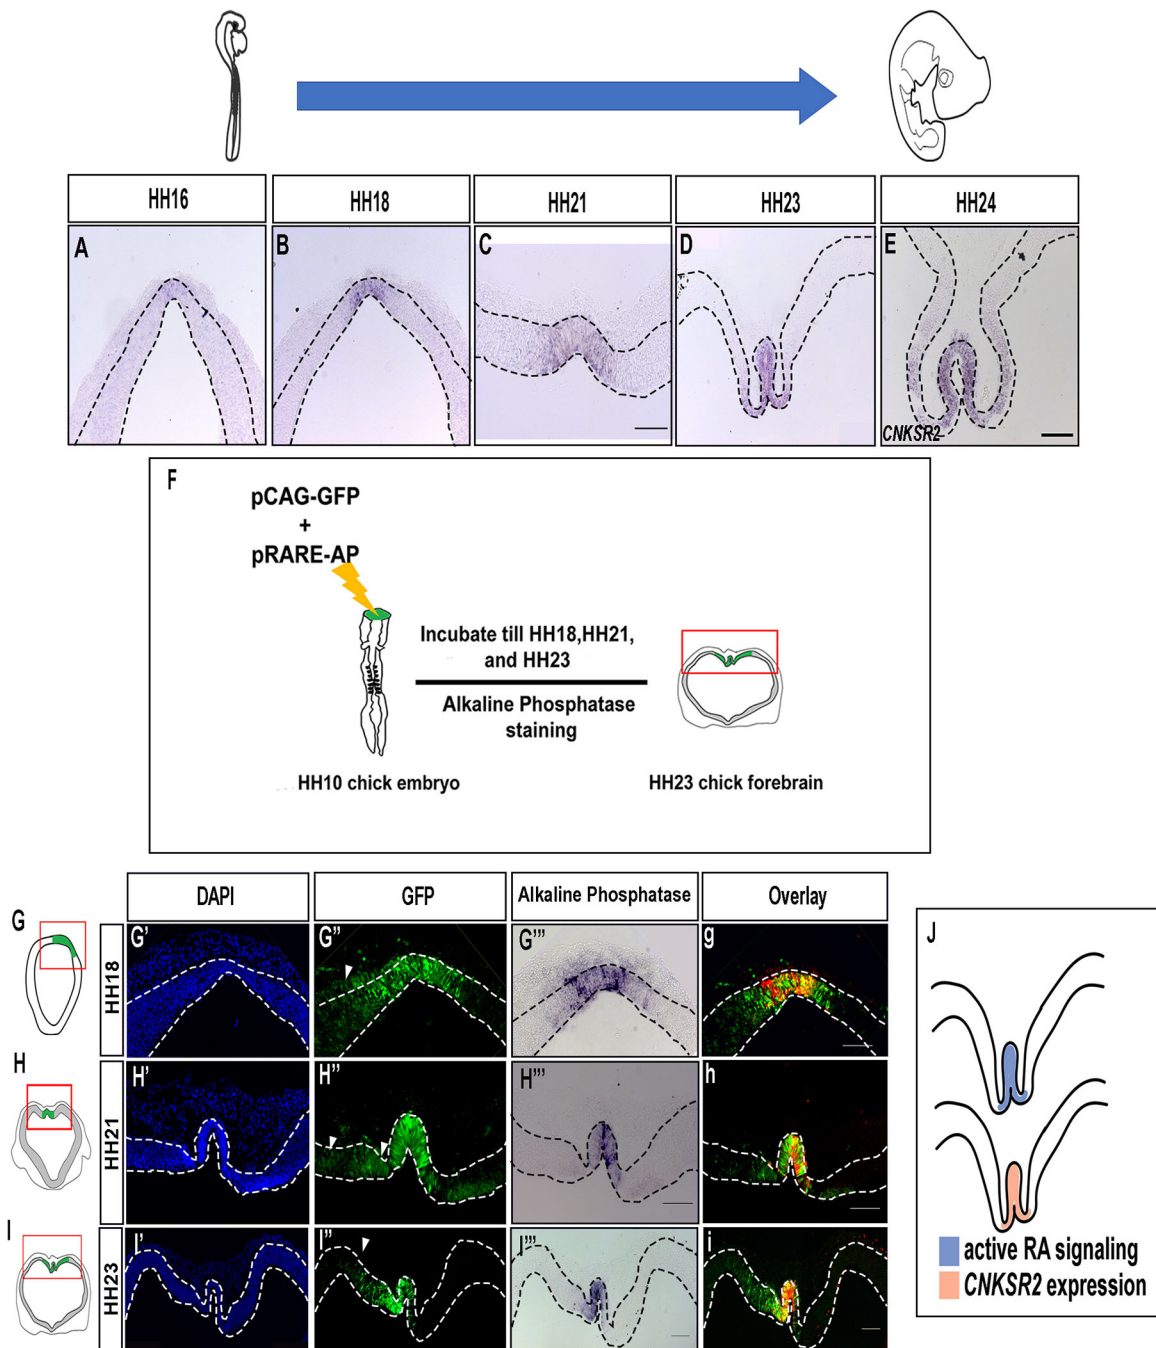 HH16
HH18
HH21
HH23
HH24
A
B
C
D
E
CNKSR2
F
pCAG-GFP
+
pRARE-AP
Incubate till HH18,HH21,
and HH23
Alkaline Phosphatase
staining
HH10 chick embryo
HH23 chick forebrain
DAPI
GFP
Alkaline Phosphatase
Overlay
G
HH18
G'
G''
G'''
g
H
HH21
H'
H''
H'''
h
I
HH23
I'
I''
I'''
i
J
active RA signaling
CNKSR2 expression